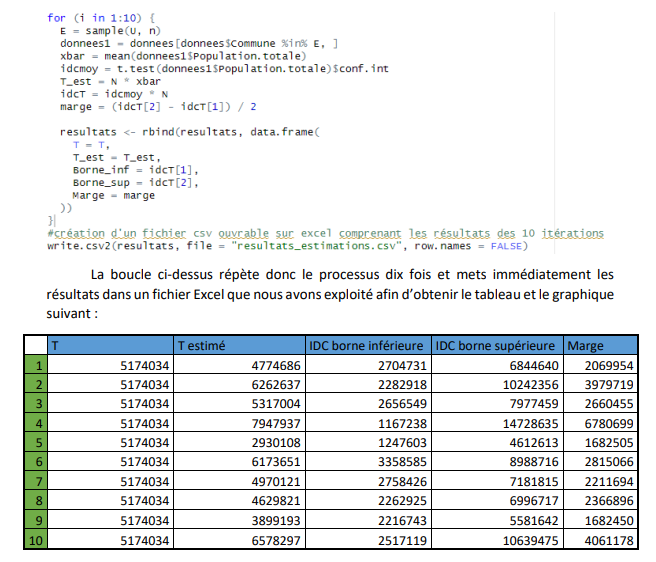 for (i in 1:10) {
E = sample(U, n)
donnees1 = donnees[donnees$Commune %in% E, ]
xbar = mean(donnees1$Population.totale)
idcmoy = t.test(donnees1$Population.totale)$conf.int
T_est = N * xbar
idcT = idcmoy * N
marge = (idcT[2] - idcT[1]) / 2
resultats <- rbind(resultats, data.frame(
T = T,
T_est = T_est,
Borne_inf = idcT[1],
Borne_sup = idcT[2],
Marge = marge
))
}
#création d'un fichier csv ouvrable sur excel comprenant les résultats des 10 itérations
write.csv2(resultats, file = "resultats_estimations.csv", row.names = FALSE)
La boucle ci-dessus répète donc le processus dix fois et mets immédiatement les
résultats dans un fichier Excel que nous avons exploité afin d'obtenir le tableau et le graphique
suivant :
T T estimé IDC borne inférieure IDC borne supérieure Marge
1 5174034 4774686 2704731 6844640 2069954
2 5174034 6262637 2282918 10242356 3979719
3 5174034 5317004 2656549 7977459 2660455
4 5174034 7947937 1167238 14728635 6780699
5 5174034 2930108 1247603 4612613 1682505
6 5174034 6173651 3358585 8988716 2815066
7 5174034 4970121 2758426 7181815 2211694
8 5174034 4629821 2262925 6996717 2366896
9 5174034 3899193 2216743 5581642 1682450
10 5174034 6578297 2517119 10639475 4061178